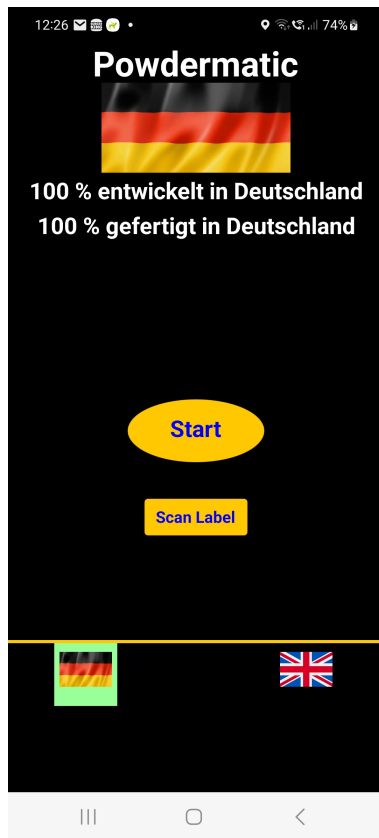 12:26
74%
Powdermatic
100 % entwickelt in Deutschland
100 % gefertigt in Deutschland
Start
Scan Label